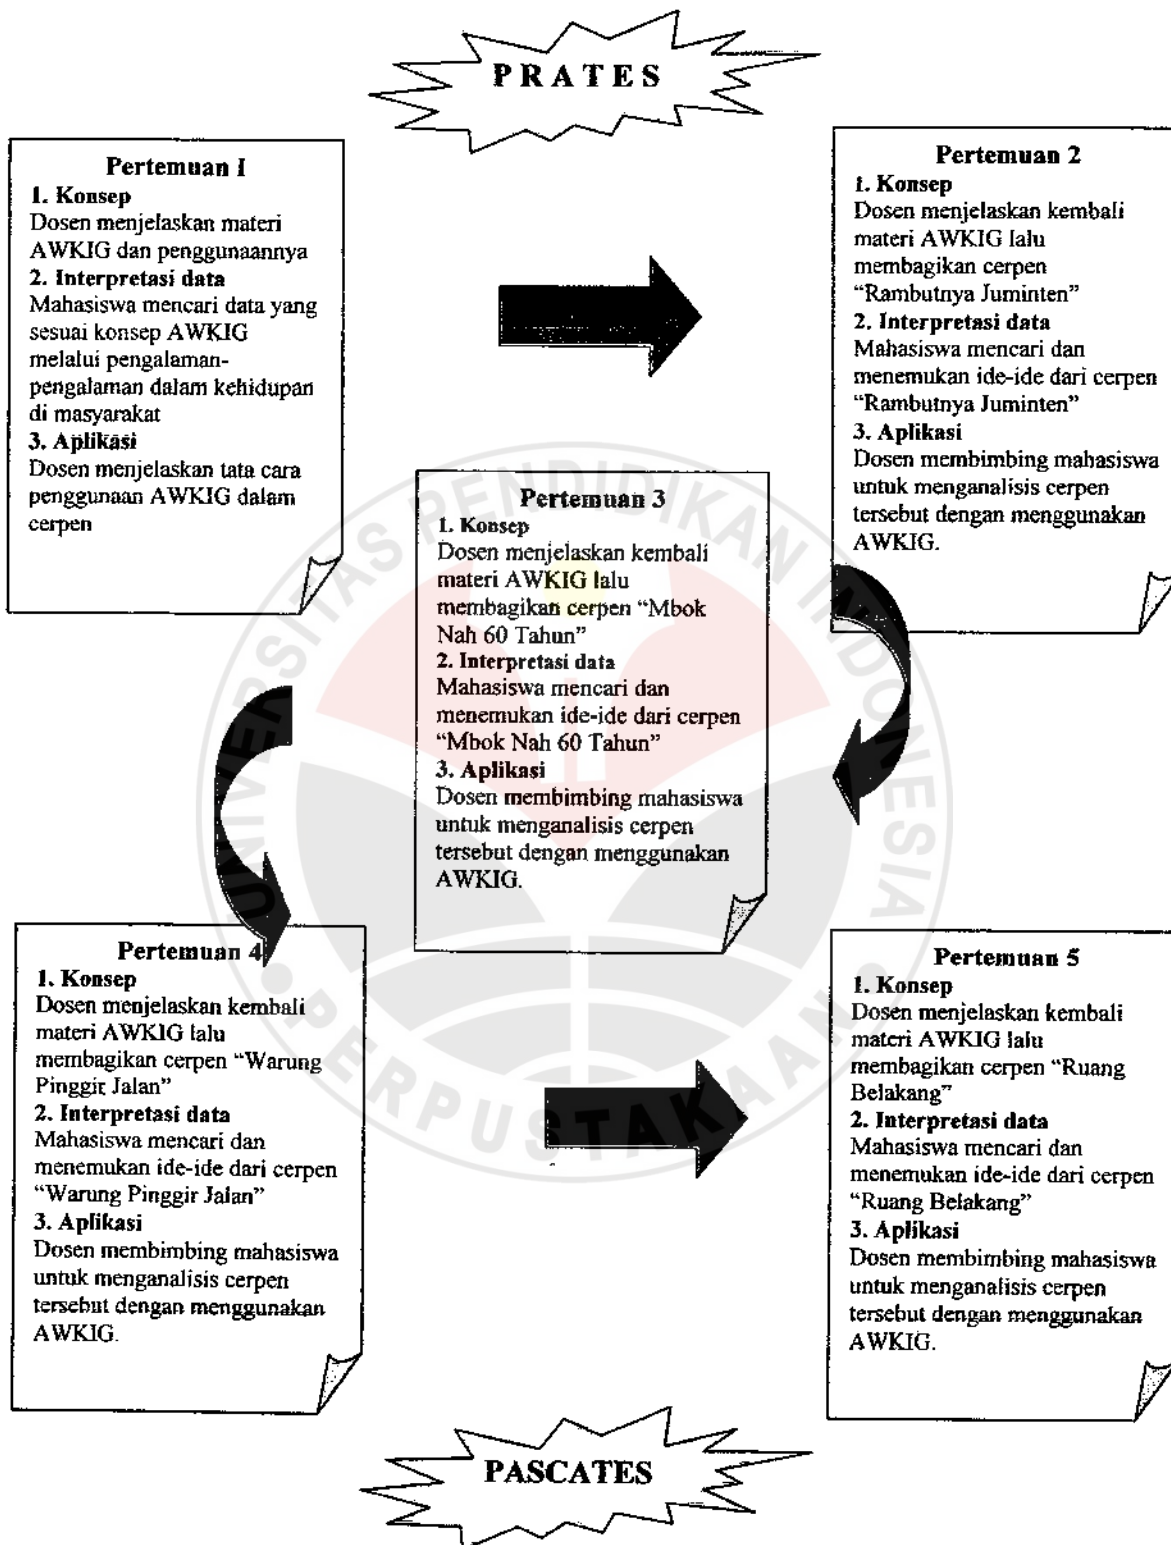 PRATES
Pertemuan 1
1. Konsep
Dosen menjelaskan materi
AWKIG dan penggunaannya
2. Interpretasi data
Mahasiswa mencari data yang
sesuai konsep AWKIG
melalui pengalaman-
pengalaman dalam kehidupan
di masyarakat
3. Aplikasi
Dosen menjelaskan tata cara
penggunaan AWKIG dalam
cerpen
Pertemuan 2
1. Konsep
Dosen menjelaskan kembali
materi AWKIG lalu
membagikan cerpen
“Rambutnya Juminten”
2. Interpretasi data
Mahasiswa mencari dan
menemukan ide-ide dari cerpen
“Rambutnya Juminten”
3. Aplikasi
Dosen membimbing mahasiswa
untuk menganalisis cerpen
tersebut dengan menggunakan
AWKIG.
Pertemuan 3
1. Konsep
Dosen menjelaskan kembali
materi AWKIG lalu
membagikan cerpen “Mbok
Nah 60 Tahun”
2. Interpretasi data
Mahasiswa mencari dan
menemukan ide-ide dari cerpen
“Mbok Nah 60 Tahun”
3. Aplikasi
Dosen membimbing mahasiswa
untuk menganalisis cerpen
tersebut dengan menggunakan
AWKIG.
Pertemuan 4
1. Konsep
Dosen menjelaskan kembali
materi AWKIG lalu
membagikan cerpen “Warung
Pinggir Jalan”
2. Interpretasi data
Mahasiswa mencari dan
menemukan ide-ide dari cerpen
“Warung Pinggir Jalan”
3. Aplikasi
Dosen membimbing mahasiswa
untuk menganalisis cerpen
tersebut dengan menggunakan
AWKIG.
Pertemuan 5
1. Konsep
Dosen menjelaskan kembali
materi AWKIG lalu
membagikan cerpen “Ruang
Belakang”
2. Interpretasi data
Mahasiswa mencari dan
menemukan ide-ide dari cerpen
“Ruang Belakang”
3. Aplikasi
Dosen membimbing mahasiswa
untuk menganalisis cerpen
tersebut dengan menggunakan
AWKIG.
PASCATES
UNIVERSITAS PENDIDIKAN INDONESIA
PERPUSTAKAAN